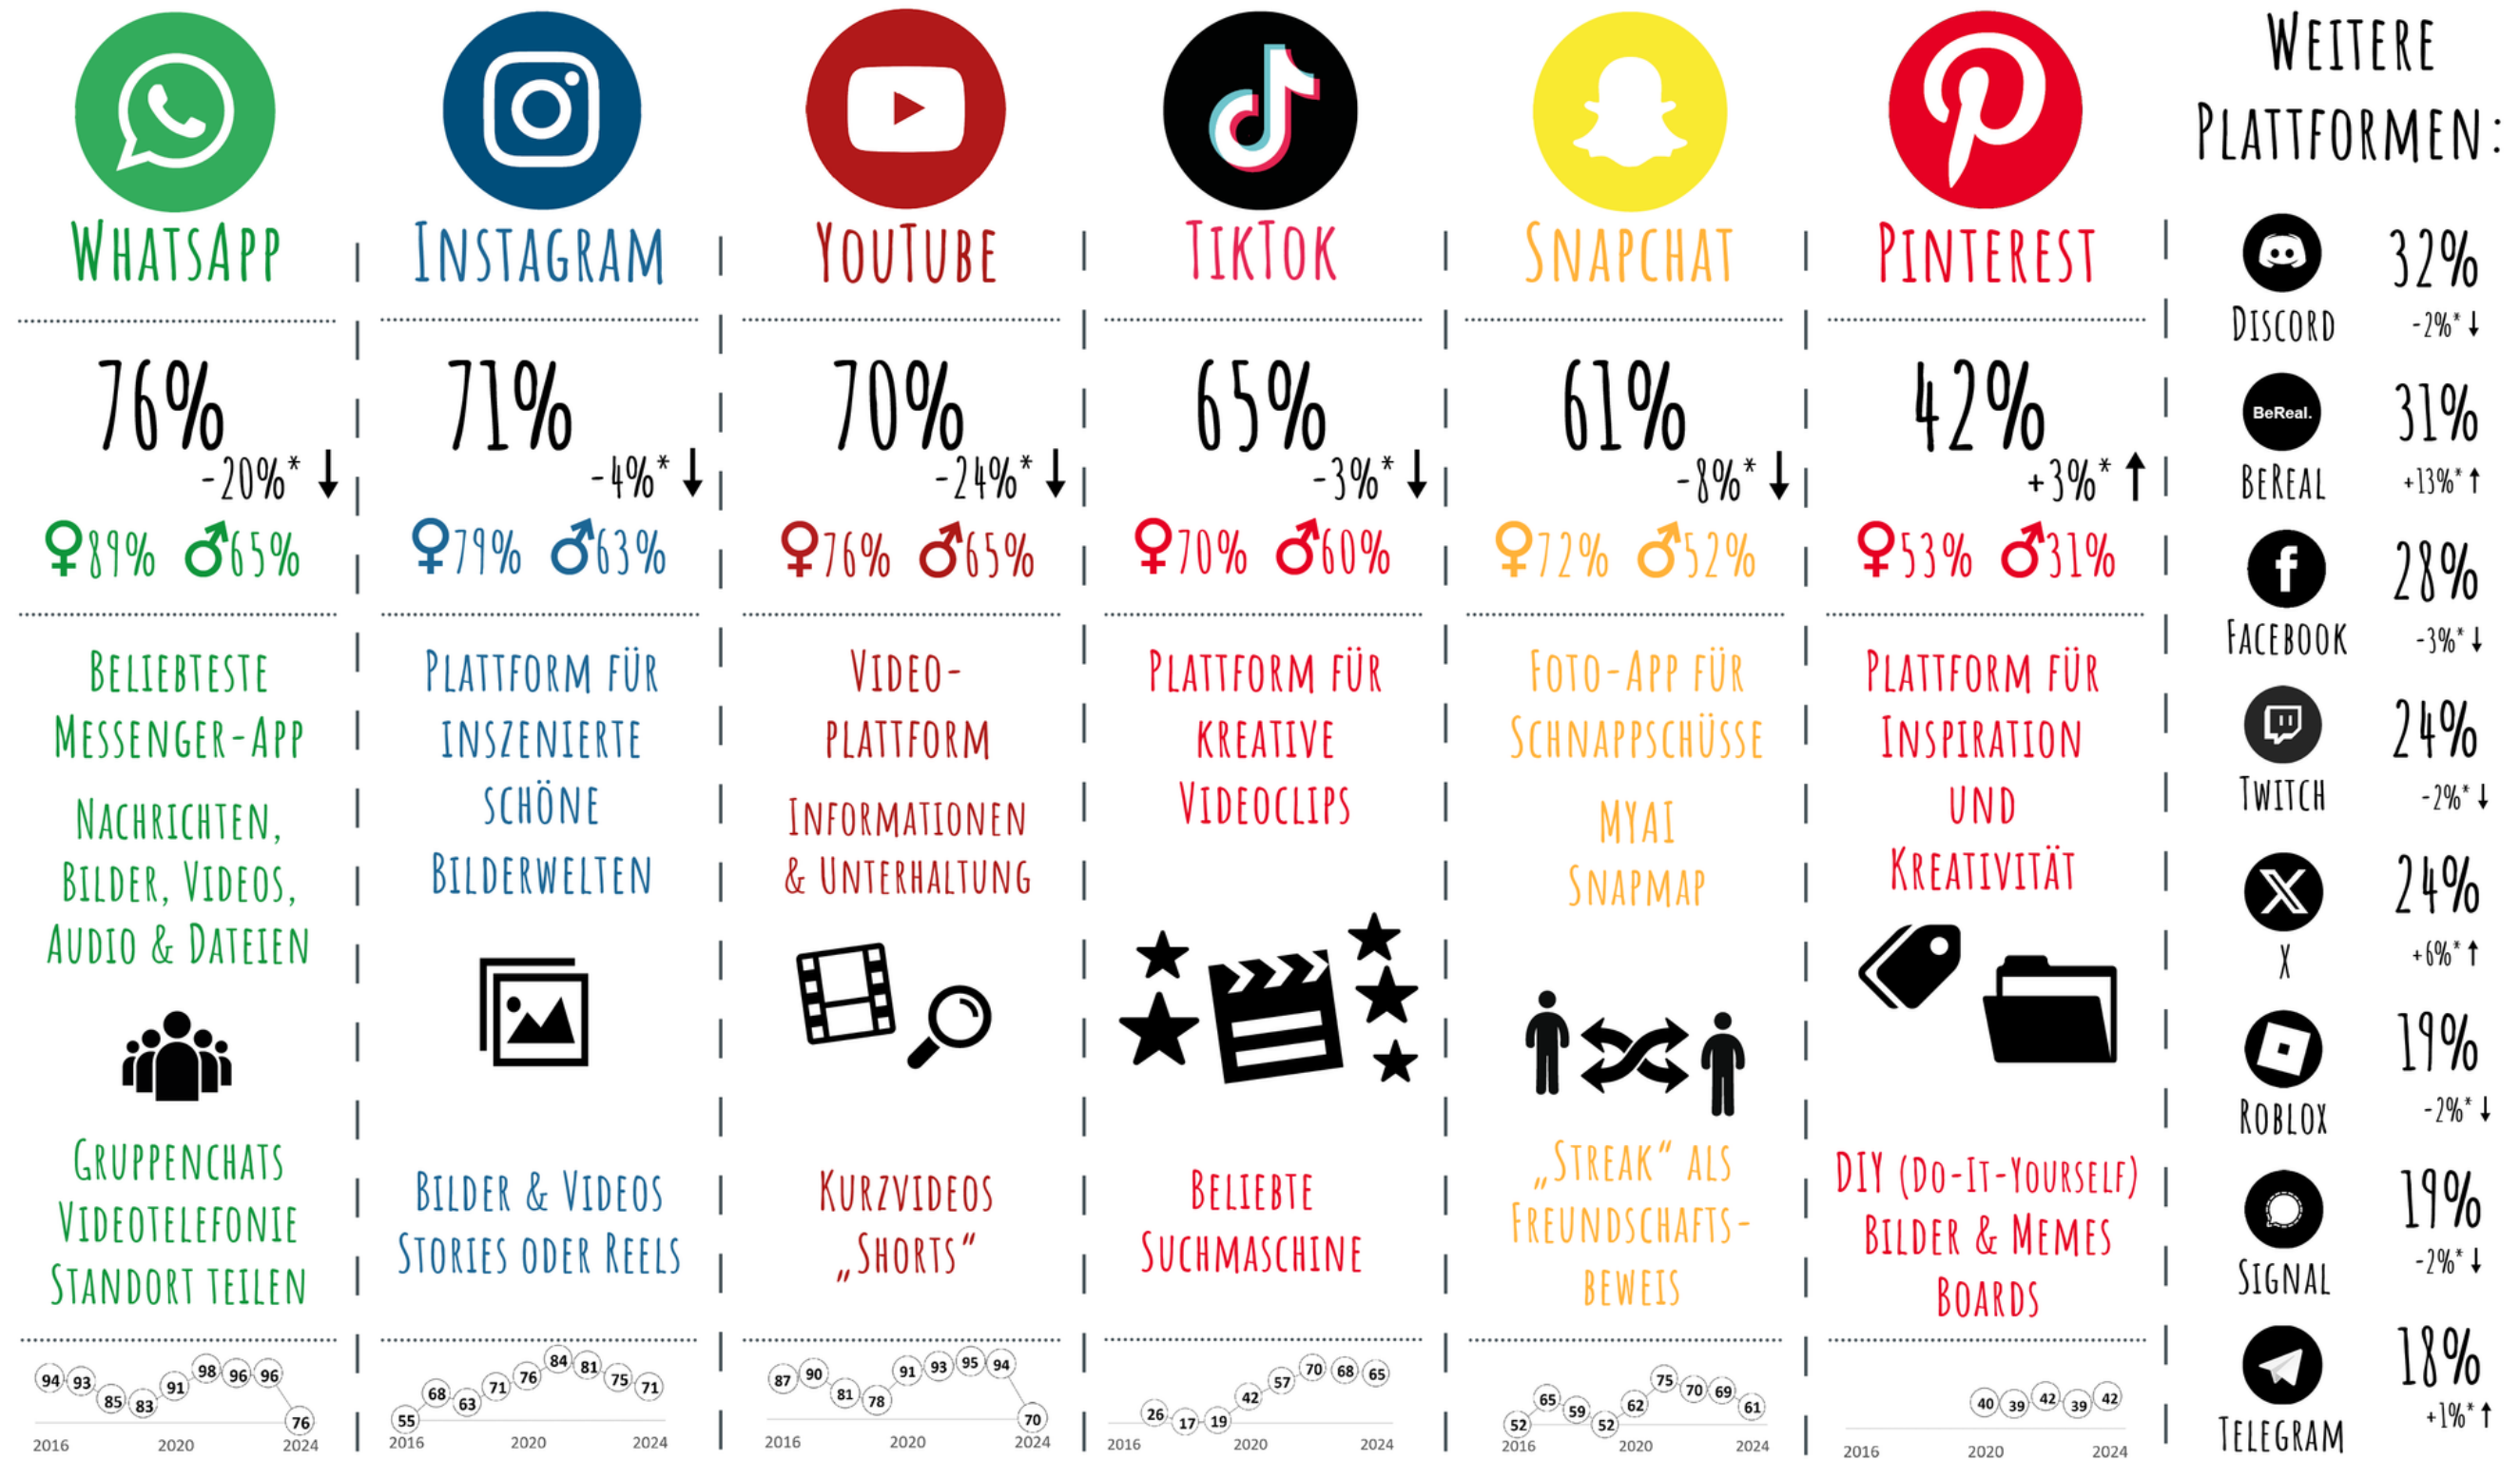 WhatsApp
76%
-20%*
89% 65%
Beliebteste
Messenger-App
Nachrichten,
Bilder, Videos,
Audio & Dateien
Gruppenchats
Videotelefonie
Standort teilen
94 93 85 83 91 98 96 96 76
2016 2020 2024
Instagram
71%
-4%*
79% 63%
Plattform für
inszenierte
schöne
Bilderwelten
Bilder & Videos
Stories oder Reels
55 68 63 71 76 84 81 75 71
2016 2020 2024
YouTube
70%
-24%*
76% 65%
Video-
plattform
Informationen
& Unterhaltung
Kurzvideos
„Shorts“
87 90 81 78 91 93 95 94 70
2016 2020 2024
TikTok
65%
-3%*
70% 60%
Plattform für
kreative
Videoclips
Beliebte
Suchmaschine
26 17 19 42 57 70 68 65
2016 2020 2024
Snapchat
61%
-8%*
72% 52%
Foto-App für
Schnappschüsse
MyAI
Snapmap
„Streak“ als
Freundschafts-
beweis
52 65 59 52 62 75 70 69 61
2016 2020 2024
Pinterest
42%
+3%*
53% 31%
Plattform für
Inspiration
und
Kreativität
DIY (Do-It-Yourself)
Bilder & Memes
Boards
40 39 42 39 42
2016 2020 2024
Weitere
Plattformen:
32%
Discord -2%*
BeReal. 31%
BeReal +13%*
28%
Facebook -3%*
24%
Twitch -2%*
24%
X +6%*
19%
Roblox -2%*
19%
Signal -2%*
18%
Telegram +1%*